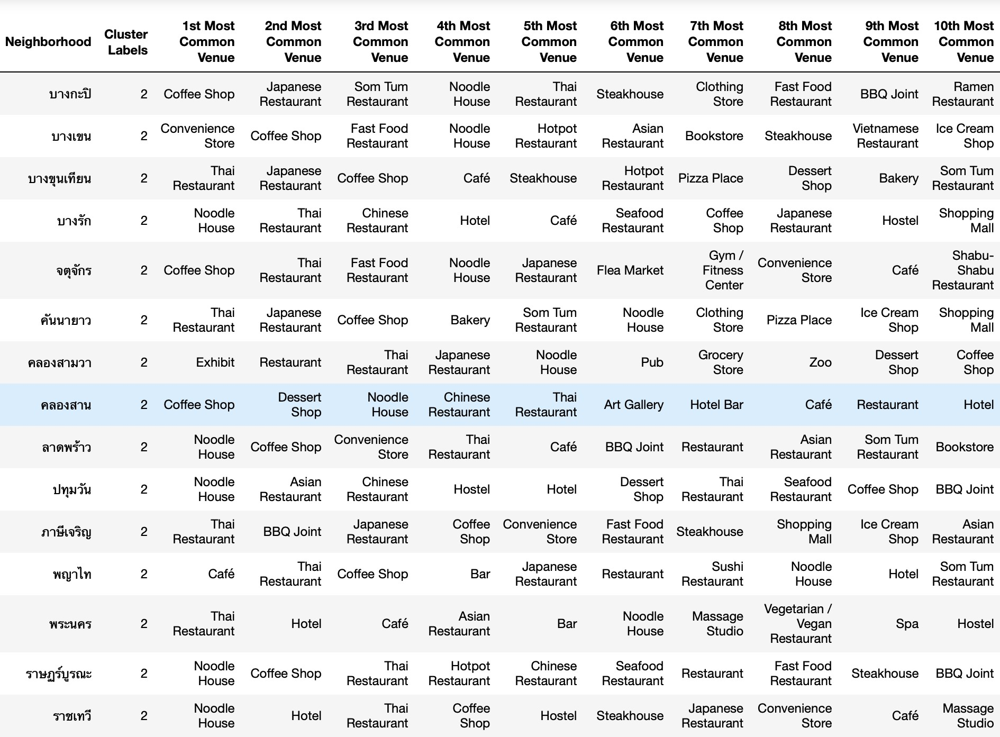 Neighborhood Cluster Labels 1st Most Common Venue 2nd Most Common Venue 3rd Most Common Venue 4th Most Common Venue 5th Most Common Venue 6th Most Common Venue 7th Most Common Venue 8th Most Common Venue 9th Most Common Venue 10th Most Common Venue
บางกะปิ 2 Coffee Shop Japanese Restaurant Som Tum Restaurant Noodle House Thai Restaurant Steakhouse Clothing Store Fast Food Restaurant BBQ Joint Ramen Restaurant
บางเขน 2 Convenience Store Coffee Shop Fast Food Restaurant Noodle House Hotpot Restaurant Asian Restaurant Bookstore Steakhouse Vietnamese Restaurant Ice Cream Shop
บางขุนเทียน 2 Thai Restaurant Japanese Restaurant Coffee Shop Café Steakhouse Hotpot Restaurant Pizza Place Dessert Shop Bakery Som Tum Restaurant
บางรัก 2 Noodle House Thai Restaurant Chinese Restaurant Hotel Café Seafood Restaurant Coffee Shop Japanese Restaurant Hostel Shopping Mall
จตุจักร 2 Coffee Shop Thai Restaurant Fast Food Restaurant Noodle House Japanese Restaurant Flea Market Gym / Fitness Center Convenience Store Café Shabu-Shabu Restaurant
คันนายาว 2 Thai Restaurant Japanese Restaurant Coffee Shop Bakery Som Tum Restaurant Noodle House Clothing Store Pizza Place Ice Cream Shop Shopping Mall
คลองสามวา 2 Exhibit Restaurant Thai Restaurant Japanese Restaurant Noodle House Pub Grocery Store Zoo Dessert Shop Coffee Shop
คลองสาน 2 Coffee Shop Dessert Shop Noodle House Chinese Restaurant Thai Restaurant Art Gallery Hotel Bar Café Restaurant Hotel
ลาดพร้าว 2 Noodle House Coffee Shop Convenience Store Thai Restaurant Café BBQ Joint Restaurant Asian Restaurant Som Tum Restaurant Bookstore
ปทุมวัน 2 Noodle House Asian Restaurant Chinese Restaurant Hostel Hotel Dessert Shop Thai Restaurant Seafood Restaurant Coffee Shop BBQ Joint
ภาษีเจริญ 2 Thai Restaurant BBQ Joint Japanese Restaurant Coffee Shop Convenience Store Fast Food Restaurant Steakhouse Shopping Mall Ice Cream Shop Asian Restaurant
พญาไท 2 Café Thai Restaurant Coffee Shop Bar Japanese Restaurant Restaurant Sushi Restaurant Noodle House Hotel Som Tum Restaurant
พระนคร 2 Thai Restaurant Hotel Café Asian Restaurant Bar Noodle House Massage Studio Vegetarian / Vegan Restaurant Spa Hostel
ราษฎร์บูรณะ 2 Noodle House Coffee Shop Thai Restaurant Hotpot Restaurant Chinese Restaurant Seafood Restaurant Restaurant Fast Food Restaurant Steakhouse BBQ Joint
ราชเทวี 2 Noodle House Hotel Thai Restaurant Coffee Shop Hostel Steakhouse Japanese Restaurant Convenience Store Café Massage Studio